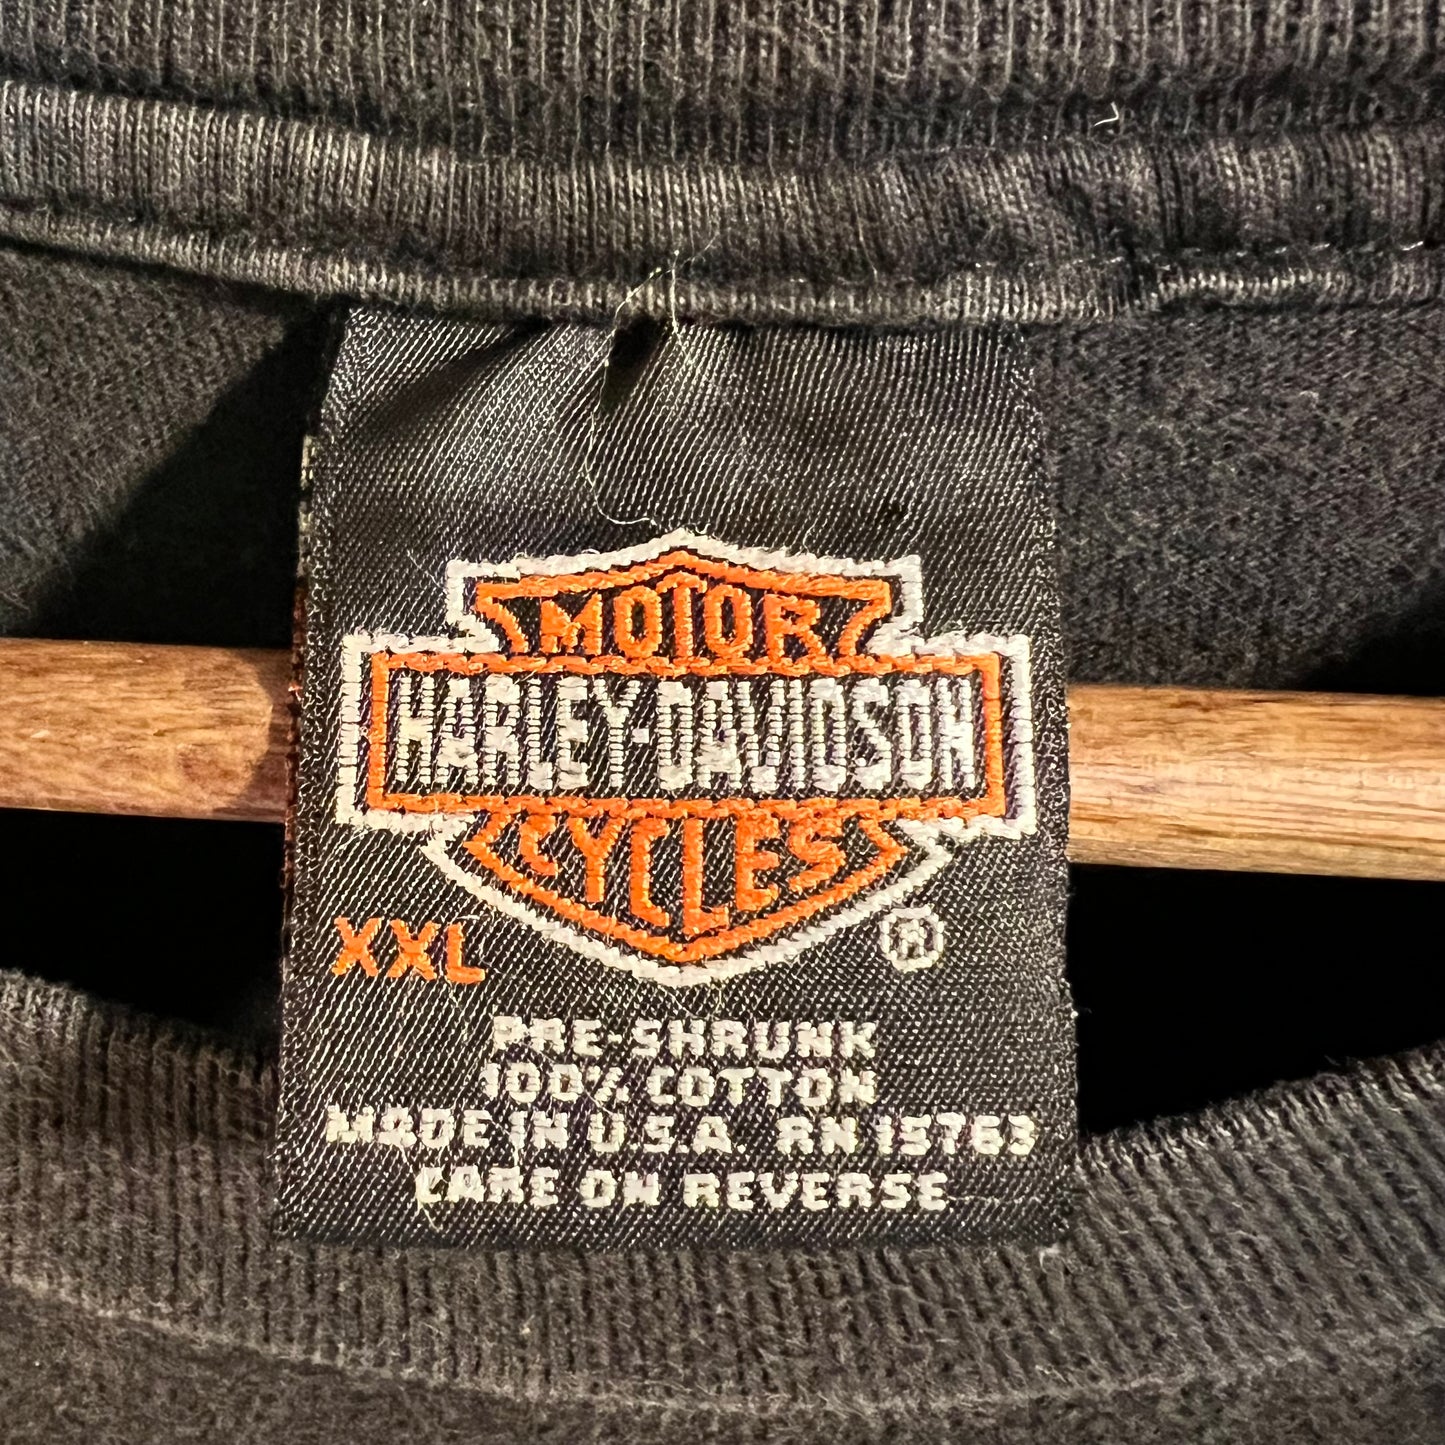 MOTOR
HARLEY-DAVIDSON
CYCLES
XXL
®
PRE-SHRUNK
100% COTTON
MADE IN U.S.A. RN 15763
CARE ON REVERSE